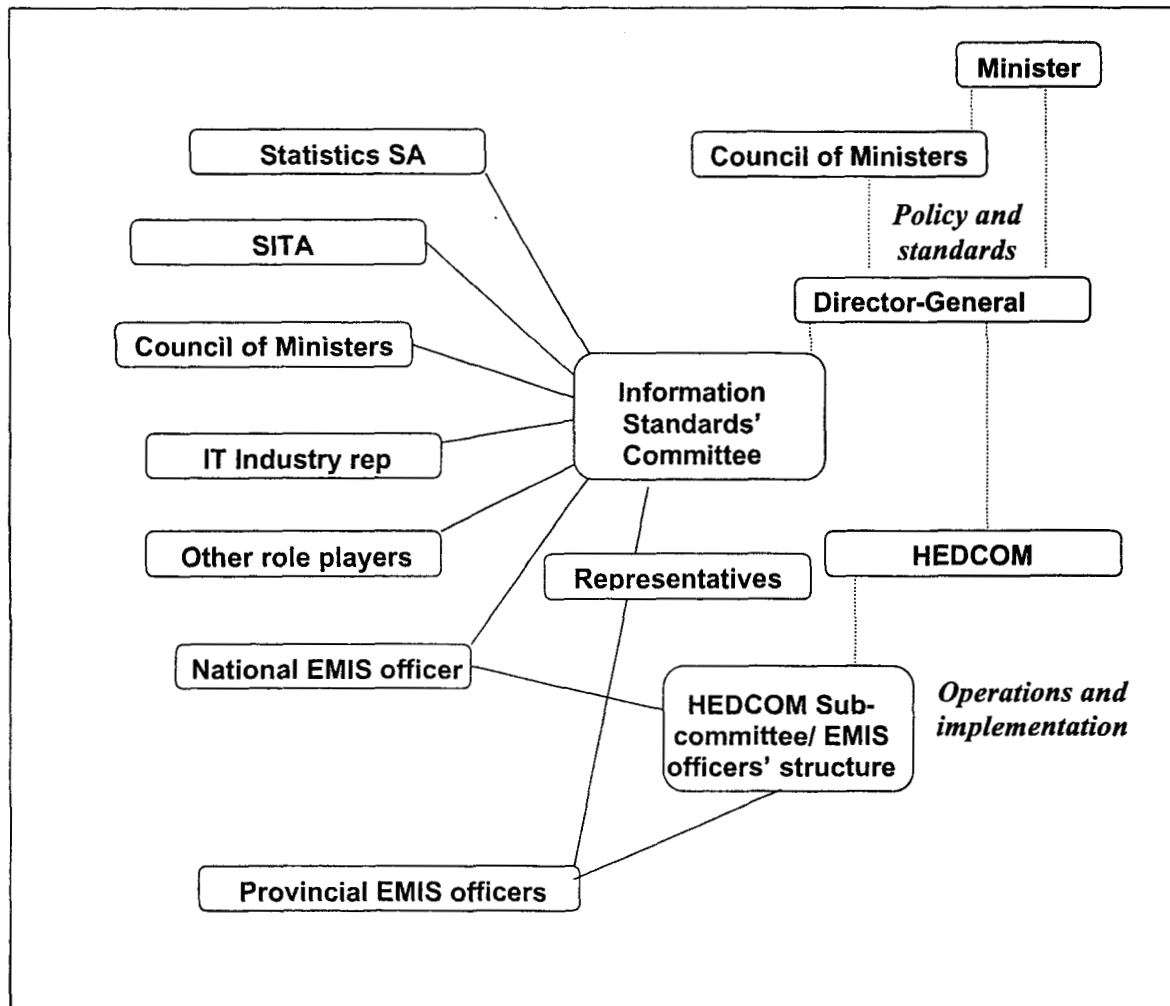 Minister
Statistics SA
Council of Ministers
Policy and
standards
SITA
Director-General
Council of Ministers
Information
Standards’
Committee
IT Industry rep
Other role players
HEDCOM
Representatives
National EMIS officer
HEDCOM Sub-
committee/ EMIS
officers’ structure
Operations and
implementation
Provincial EMIS officers